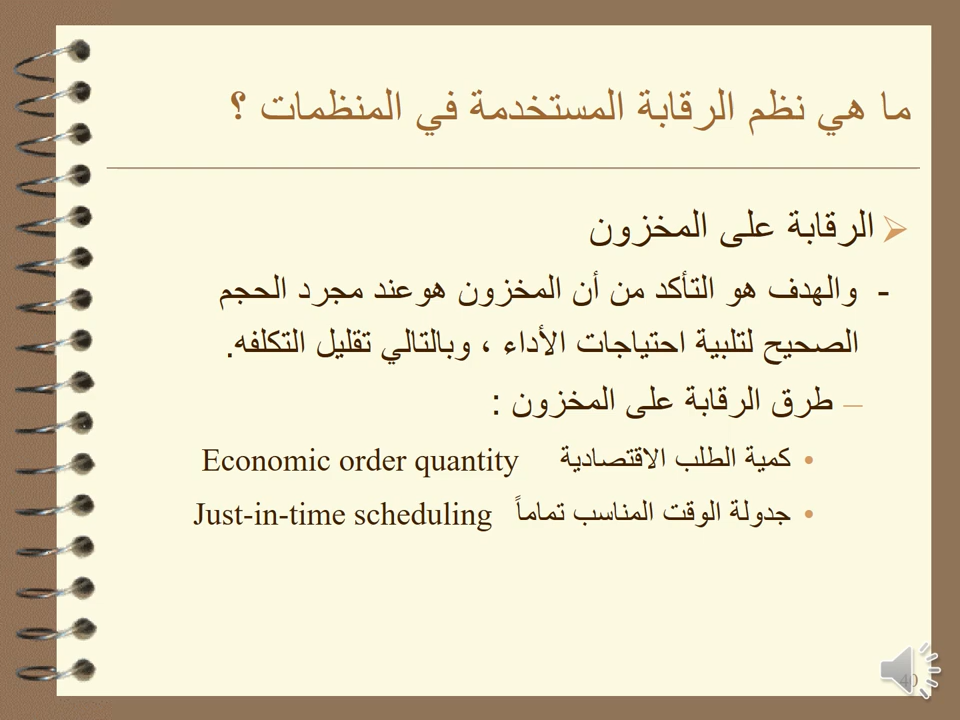 ما هي نظم الرقابة المستخدمة في المنظمات ؟
الرقابة على المخزون
- والهدف هو التأكد من أن المخزون هوعند مجرد الحجم
الصحيح لتلبية احتياجات الأداء ، وبالتالي تقليل التكلفه.
– طرق الرقابة على المخزون :
• كمية الطلب الاقتصادية Economic order quantity
• جدولة الوقت المناسب تماماً Just-in-time scheduling
40